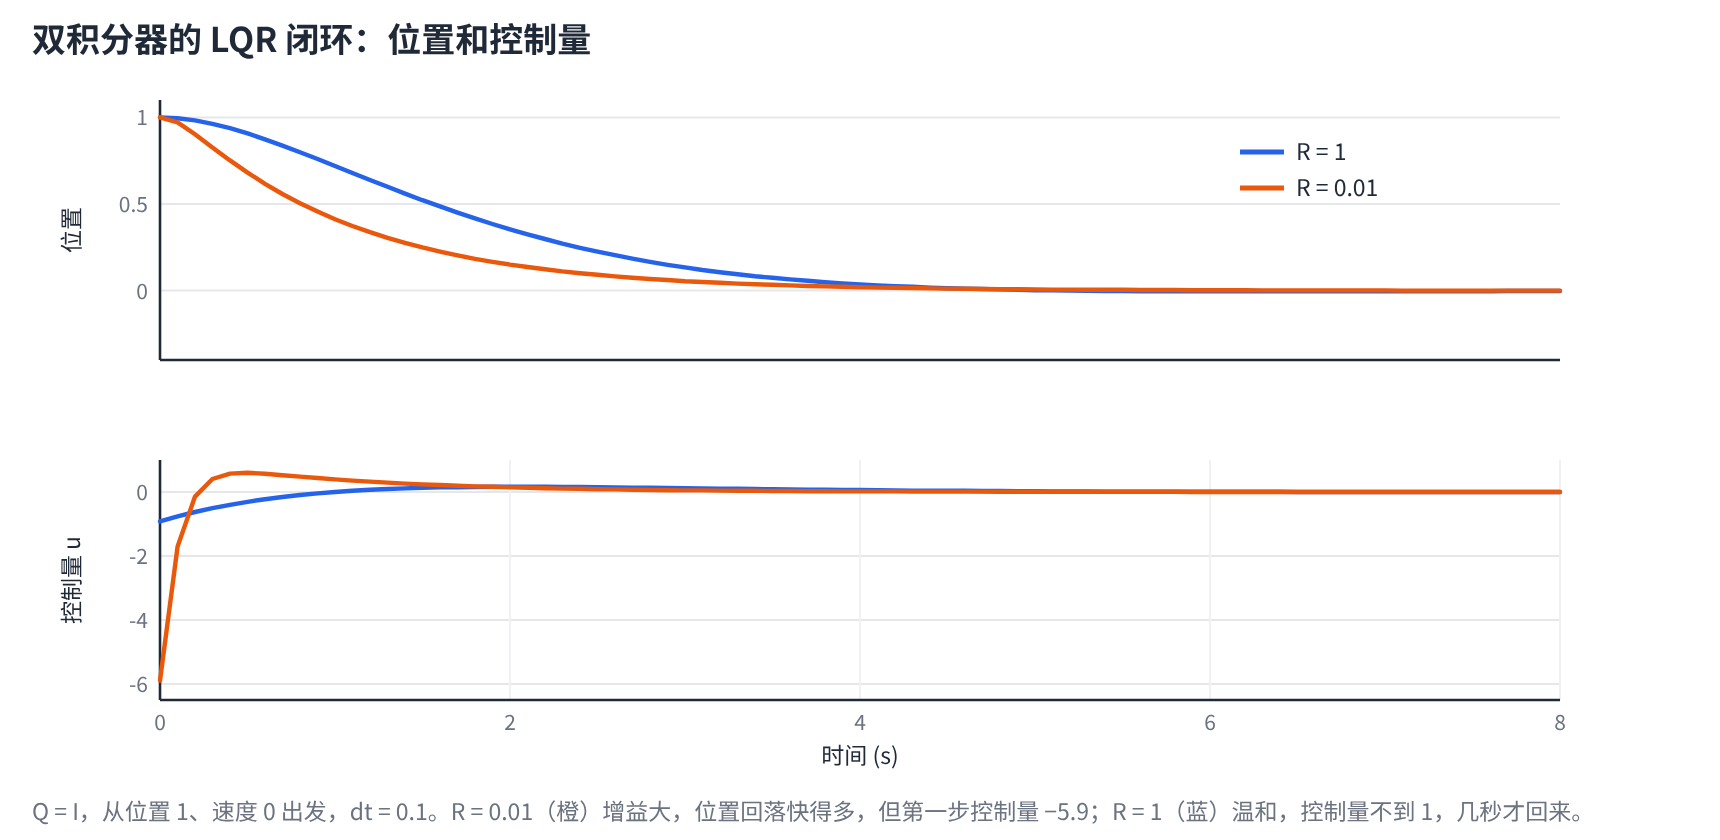 双积分器的 LQR 闭环：位置和控制量
1
0.5
0
位置
R = 1
R = 0.01
0
-2
-4
-6
控制量 u
0
2
4
6
8
时间 (s)
Q = I，从位置 1、速度 0 出发，dt = 0.1。R = 0.01（橙）增益大，位置回落快得多，但第一步控制量 −5.9；R = 1（蓝）温和，控制量不到 1，几秒才回来。